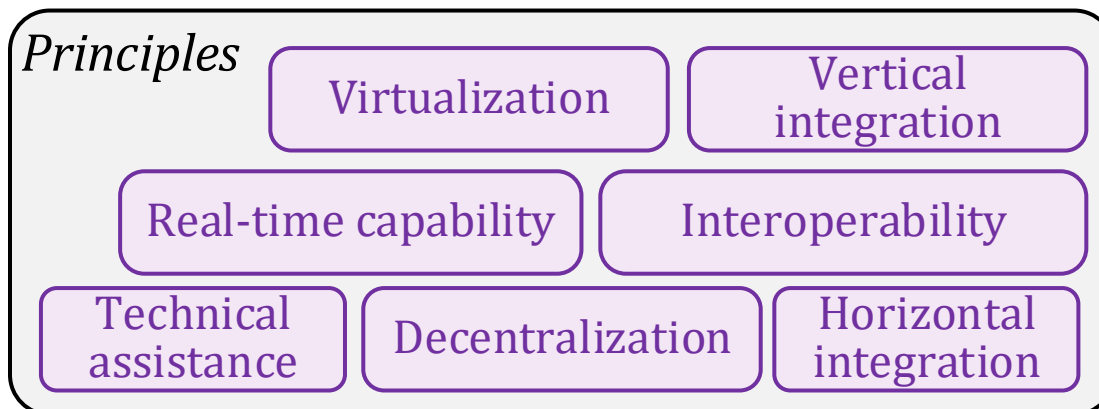 Principles
Virtualization
Vertical
integration
Real-time capability
Interoperability
Technical
assistance
Decentralization
Horizontal
integration